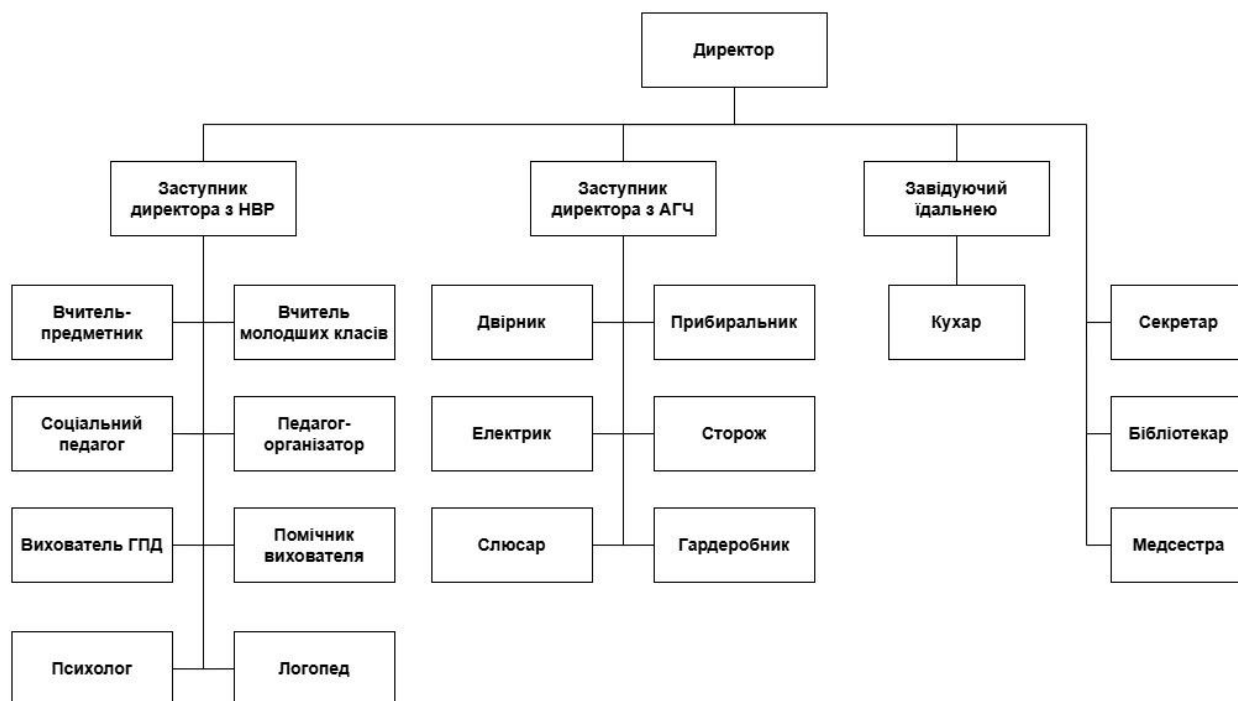 Директор
Заступник
директора з НВР
Заступник
директора з АГЧ
Завідуючий
їдальнею
Вчитель-
предметник
Вчитель
молодших класів
Двірник
Прибиральник
Кухар
Секретар
Соціальний
педагог
Педагог-
організатор
Електрик
Сторож
Бібліотекар
Вихователь ГПД
Помічник
вихователя
Слюсар
Гардеробник
Медсестра
Психолог
Логопед